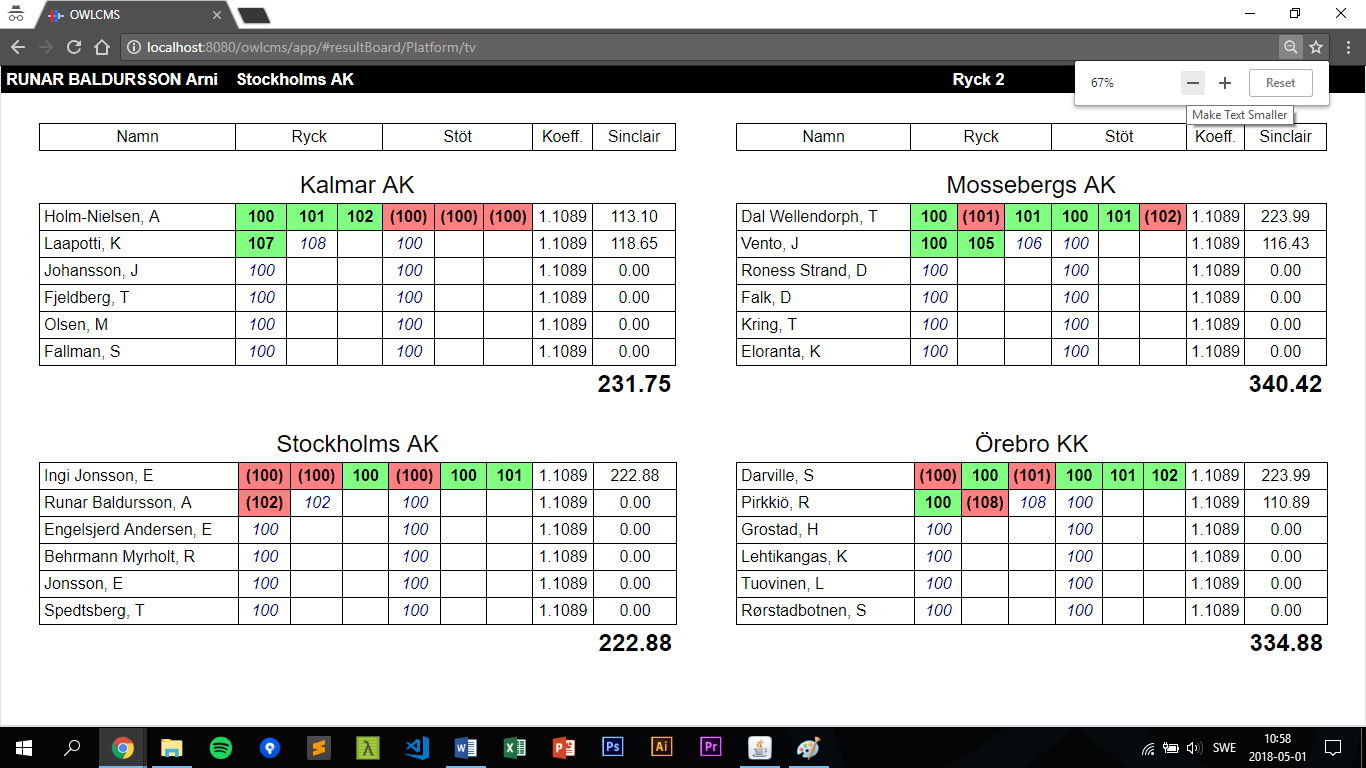 OWLCMS
localhost:8080/owlcms/app/#resultBoard/Platform/tv
RUNAR BALDURSSON Arni Stockholms AK Ryck 2
67% Reset
Make Text Smaller
Namn Ryck Stöt Koeff. Sinclair
Kalmar AK
Holm-Nielsen, A 100 101 102 (100) (100) (100) 1.1089 113.10
Laapotti, K 107 108 100 1.1089 118.65
Johansson, J 100 100 1.1089 0.00
Fjeldberg, T 100 100 1.1089 0.00
Olsen, M 100 100 1.1089 0.00
Fallman, S 100 100 1.1089 0.00
231.75
Namn Ryck Stöt Koeff. Sinclair
Mossebergs AK
Dal Wellendorph, T 100 (101) 101 100 101 (102) 1.1089 223.99
Vento, J 100 105 106 100 1.1089 116.43
Roness Strand, D 100 100 1.1089 0.00
Falk, D 100 100 1.1089 0.00
Kring, T 100 100 1.1089 0.00
Eloranta, K 100 100 1.1089 0.00
340.42
Stockholms AK
Ingi Jonsson, E (100) (100) 100 (100) 100 101 1.1089 222.88
Runar Baldursson, A (102) 102 100 1.1089 0.00
Engelsjerd Andersen, E 100 100 1.1089 0.00
Behrmann Myrholt, R 100 100 1.1089 0.00
Jonsson, E 100 100 1.1089 0.00
Spedtsberg, T 100 100 1.1089 0.00
222.88
Örebro KK
Darville, S (100) 100 (101) 100 101 102 1.1089 223.99
Pirkkiö, R 100 (108) 108 100 1.1089 110.89
Grostad, H 100 100 1.1089 0.00
Lehtikangas, K 100 100 1.1089 0.00
Tuovinen, L 100 100 1.1089 0.00
Rørstadbotnen, S 100 100 1.1089 0.00
334.88
Ps Ai Pr
SWE
10:58
2018-05-01